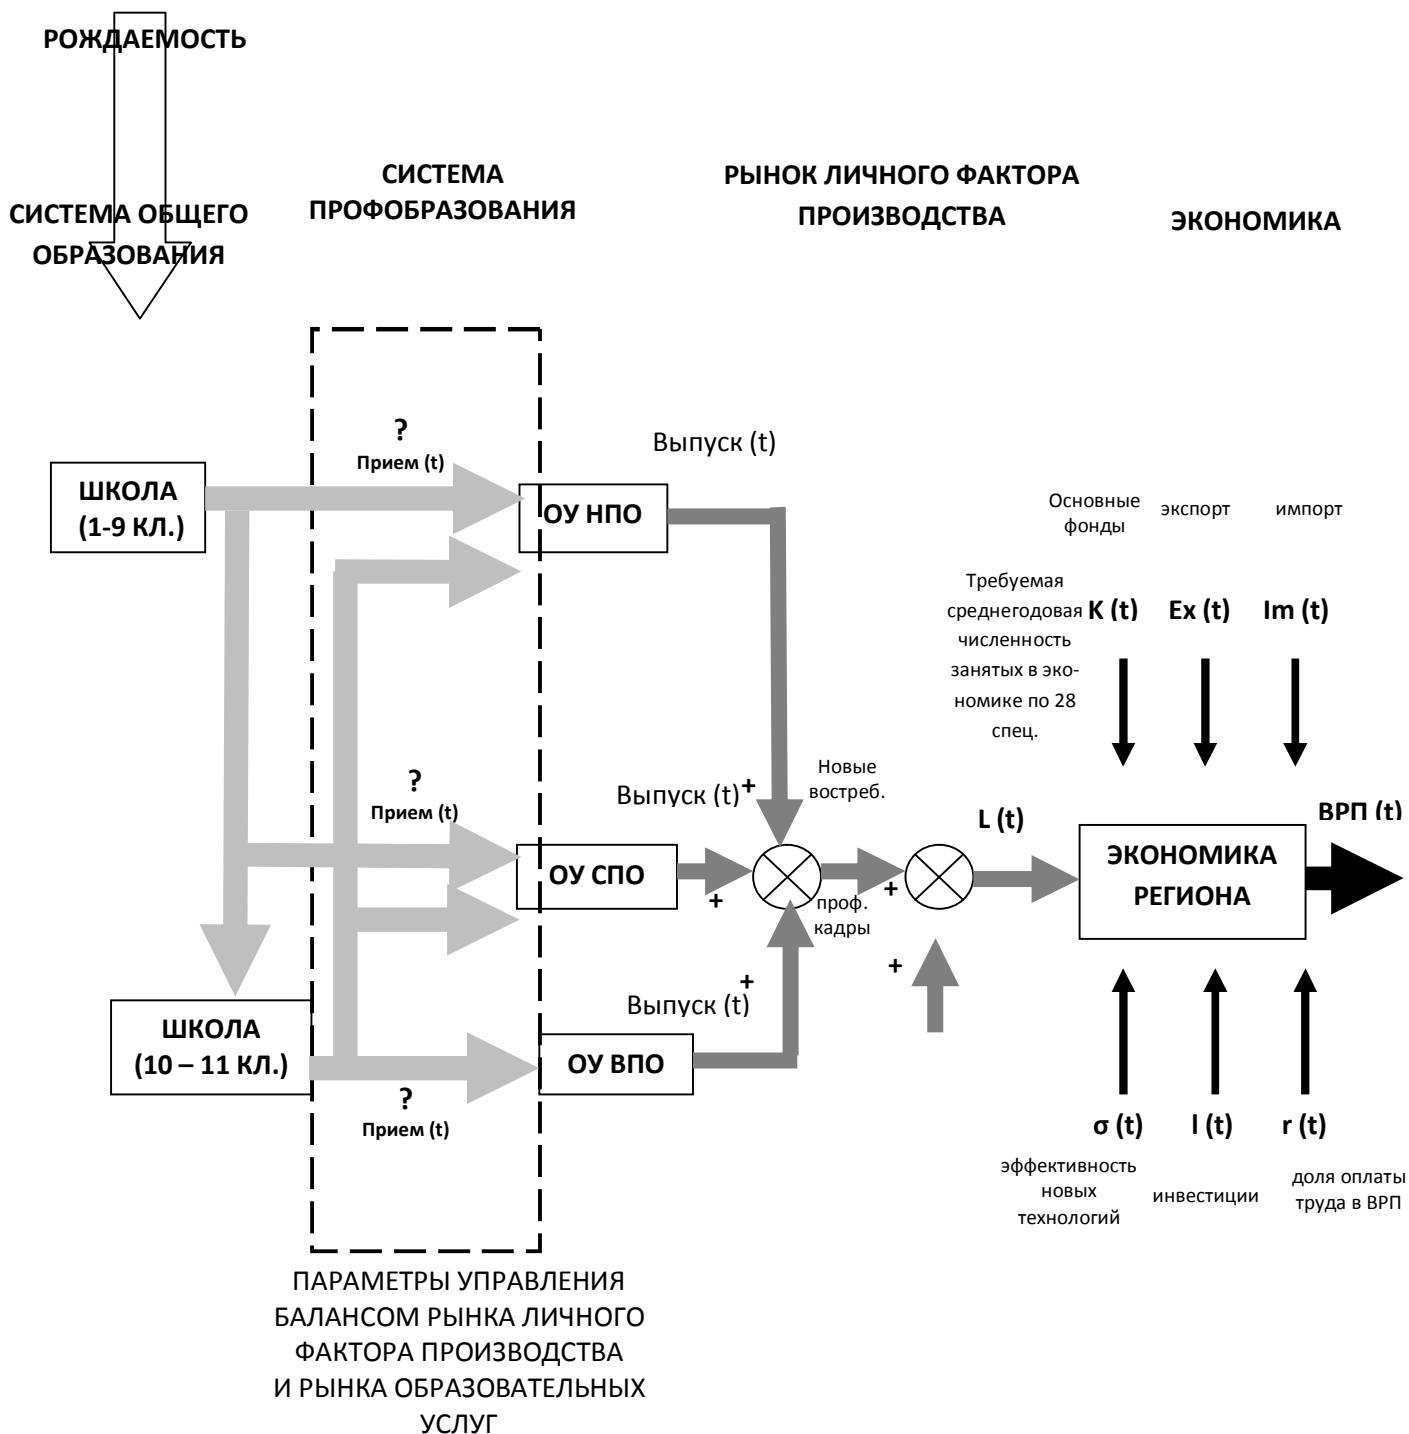 РОЖДАЕМОСТЬ
СИСТЕМА ОБЩЕГО
ОБРАЗОВАНИЯ
СИСТЕМА
ПРОФОБРАЗОВАНИЯ
РЫНОК ЛИЧНОГО ФАКТОРА
ПРОИЗВОДСТВА
ЭКОНОМИКА
?
Прием (t)
Выпуск (t)
ШКОЛА
(1-9 КЛ.)
ОУ НПО
Основные
фонды
экспорт
импорт
Требуемая
среднегодовая
численность
занятых в эко-
номике по 28
спец.
K (t)
Ex (t)
Im (t)
?
Прием (t)
Выпуск (t)
+
Новые
востреб.
L (t)
ВРП (t)
ОУ СПО
+
проф.
кадры
+
ЭКОНОМИКА
РЕГИОНА
+
+
Выпуск (t)
ШКОЛА
(10 – 11 КЛ.)
ОУ ВПО
?
Прием (t)
σ (t)
I (t)
r (t)
эффективность
новых
технологий
инвестиции
доля оплаты
труда в ВРП
ПАРАМЕТРЫ УПРАВЛЕНИЯ
БАЛАНСОМ РЫНКА ЛИЧНОГО
ФАКТОРА ПРОИЗВОДСТВА
И РЫНКА ОБРАЗОВАТЕЛЬНЫХ
УСЛУГ